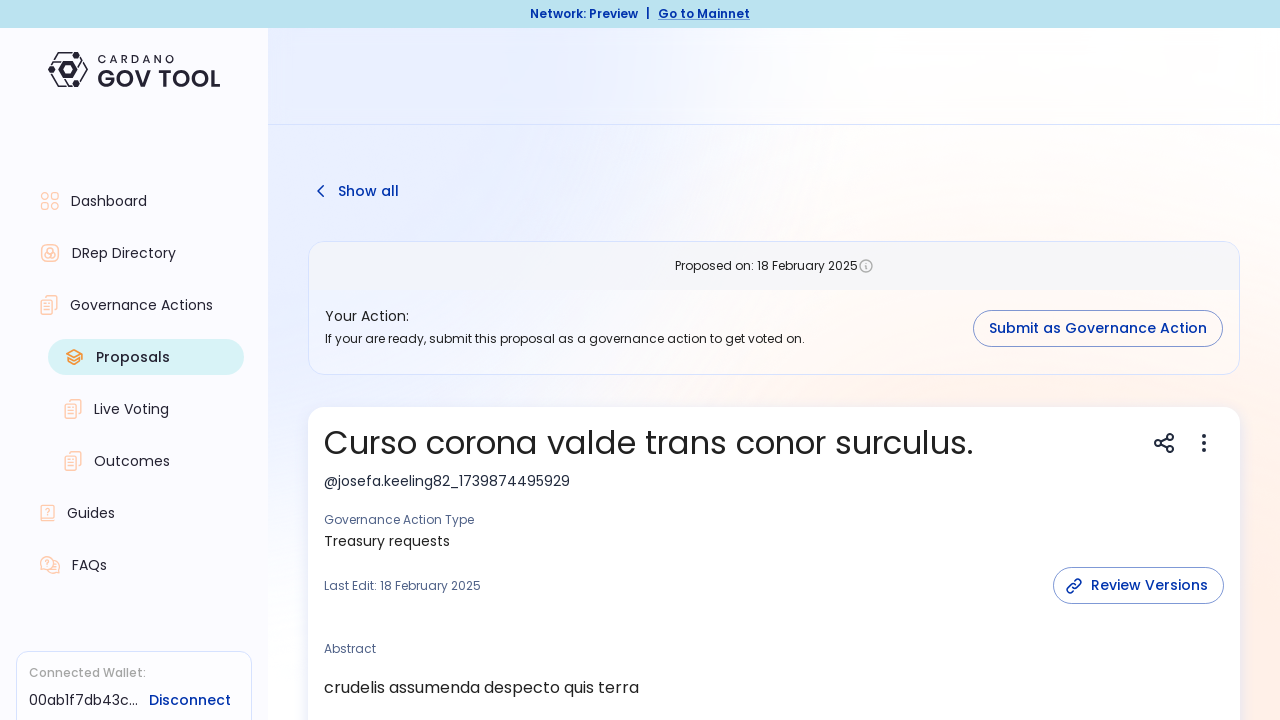 Network: Preview | Go to Mainnet
CARDANO
GOV TOOL
Dashboard
DRep Directory
Governance Actions
Proposals
Live Voting
Outcomes
Guides
FAQs
Connected Wallet:
00ab1f7db43c... Disconnect
Show all
Proposed on: 18 February 2025
Your Action:
If your are ready, submit this proposal as a governance action to get voted on.
Submit as Governance Action
Curso corona valde trans conor surculus.
@josefa.keeling82_1739874495929
Governance Action Type
Treasury requests
Last Edit: 18 February 2025
Review Versions
Abstract
crudelis assumenda despecto quis terra